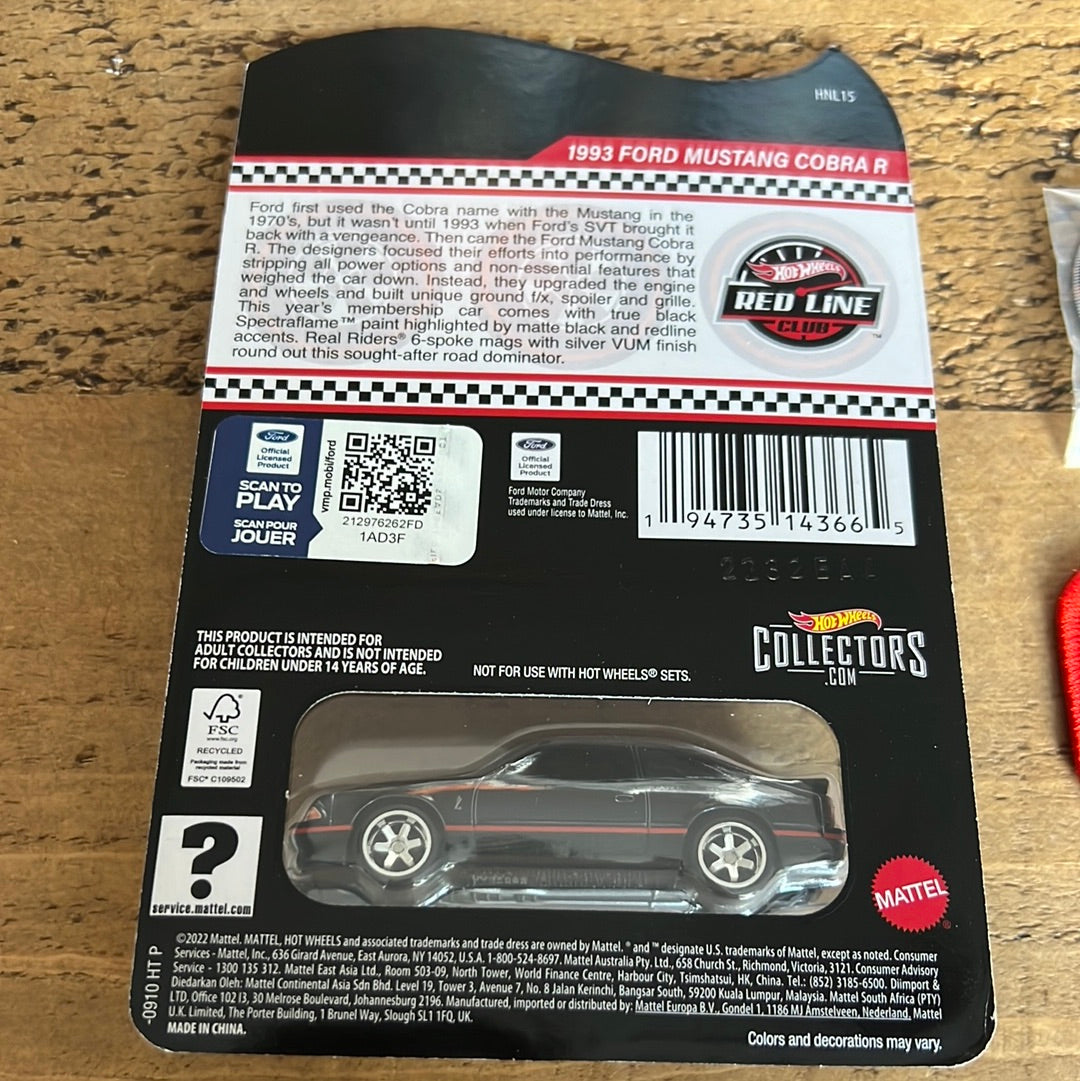 HNL15
1993 FORD MUSTANG COBRA R
Ford first used the Cobra name with the Mustang in the
1970's, but it wasn't until 1993 when Ford's SVT brought it
back with a vengeance. Then came the Ford Mustang Cobra
R. The designers focused their efforts into performance by
stripping all power options and non-essential features that
weighed the car down. Instead, they upgraded the engine
and wheels and built unique ground f/x, spoiler and grille.
This year's membership car comes with true black
Spectraflame™ paint highlighted by matte black and redline
accents. Real Riders® 6-spoke mags with silver VUM finish
round out this sought-after road dominator.
HOT WHEELS
RED LINE
CLUB™
Ford
Official
Licensed
Product
SCAN TO
PLAY
SCAN POUR
JOUER
vmp.mobi/ford
212976262FD
1AD3F
Ford
Official
Licensed
Product
Ford Motor Company
Trademarks and Trade Dress
used under license to Mattel, Inc.
1 94735 14366 5
THIS PRODUCT IS INTENDED FOR
ADULT COLLECTORS AND IS NOT INTENDED
FOR CHILDREN UNDER 14 YEARS OF AGE.
NOT FOR USE WITH HOT WHEELS® SETS.
HOT WHEELS
COLLECTORS
.COM
FSC
www.fsc.org
RECYCLED
Packaging made from
recycled material
FSC® C109502
?
service.mattel.com
MATTEL®
-0910 HT P
©2022 Mattel. MATTEL, HOT WHEELS and associated trademarks and trade dress are owned by Mattel. ® and ™ designate U.S. trademarks of Mattel, except as noted. Consumer
Services - Mattel, Inc., 636 Girard Avenue, East Aurora, NY 14052, U.S.A. 1-800-524-8697. Mattel Australia Pty. Ltd., 658 Church St., Richmond, Victoria, 3121. Consumer Advisory
Service - 1300 135 312. Mattel East Asia Ltd., Room 503-09, North Tower, World Finance Centre, Harbour City, Tsimshatsui, HK, China. Tel.: (852) 3185-6500. Diimport &
Diedarkan Oleh: Mattel Continental Asia Sdn Bhd. Level 19, Tower 3, Avenue 7, No. 8 Jalan Kerinchi, Bangsar South, 59200 Kuala Lumpur, Malaysia. Mattel South Africa (PTY)
LTD, Office 102 I3, 30 Melrose Boulevard, Johannesburg 2196. Manufactured, imported or distributed by: Mattel Europa B.V., Gondel 1, 1186 MJ Amstelveen, Nederland. Mattel
U.K. Limited, The Porter Building, 1 Brunel Way, Slough SL1 1FQ, UK.
MADE IN CHINA.
Colors and decorations may vary.